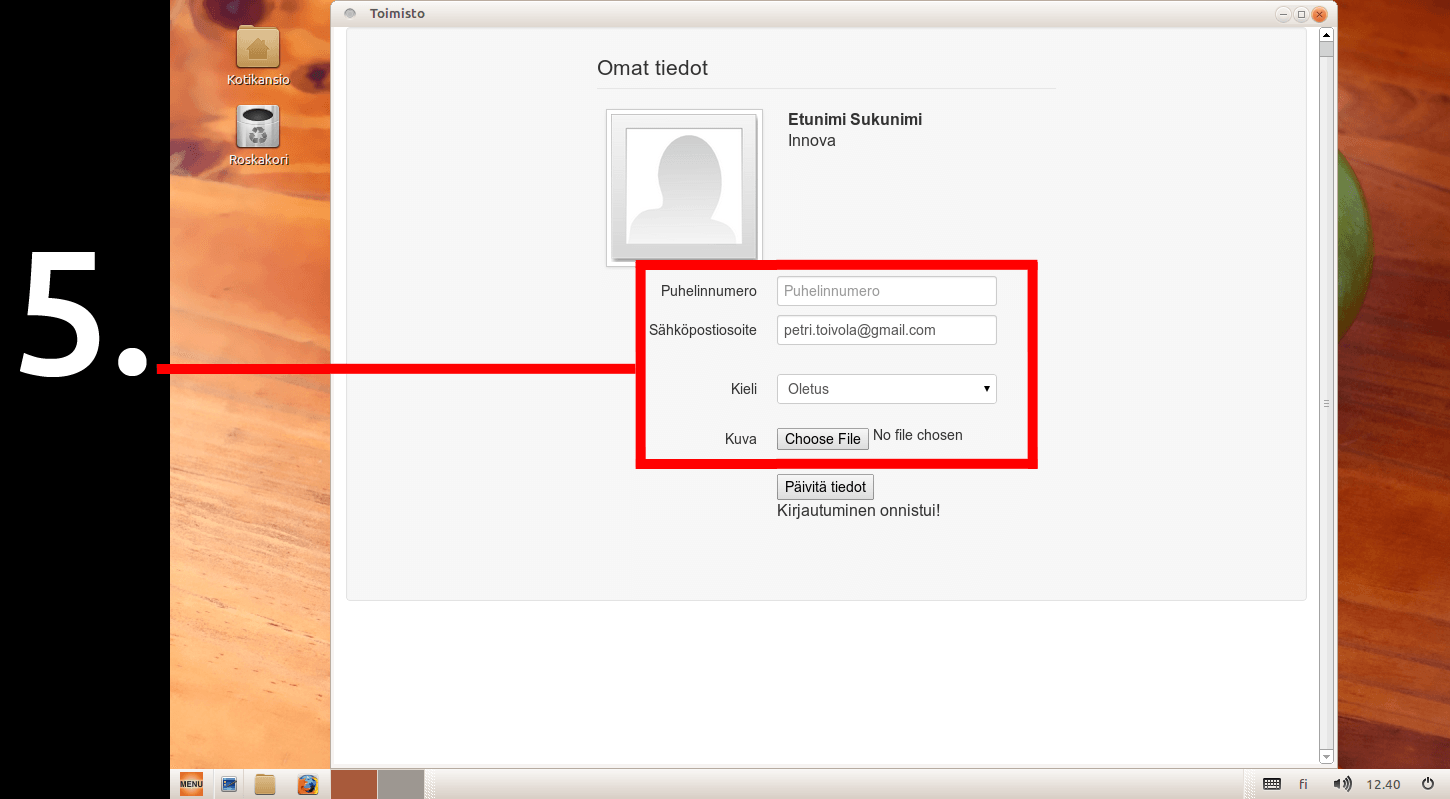 Toimisto
Kotikansio
Roskakori
5.
Omat tiedot
Etunimi Sukunimi
Innova
Puhelinnumero Puhelinnumero
Sähköpostiosoite petri.toivola@gmail.com
Kieli Oletus
Kuva Choose File No file chosen
Päivitä tiedot
Kirjautuminen onnistui!
MENU fi 12.40